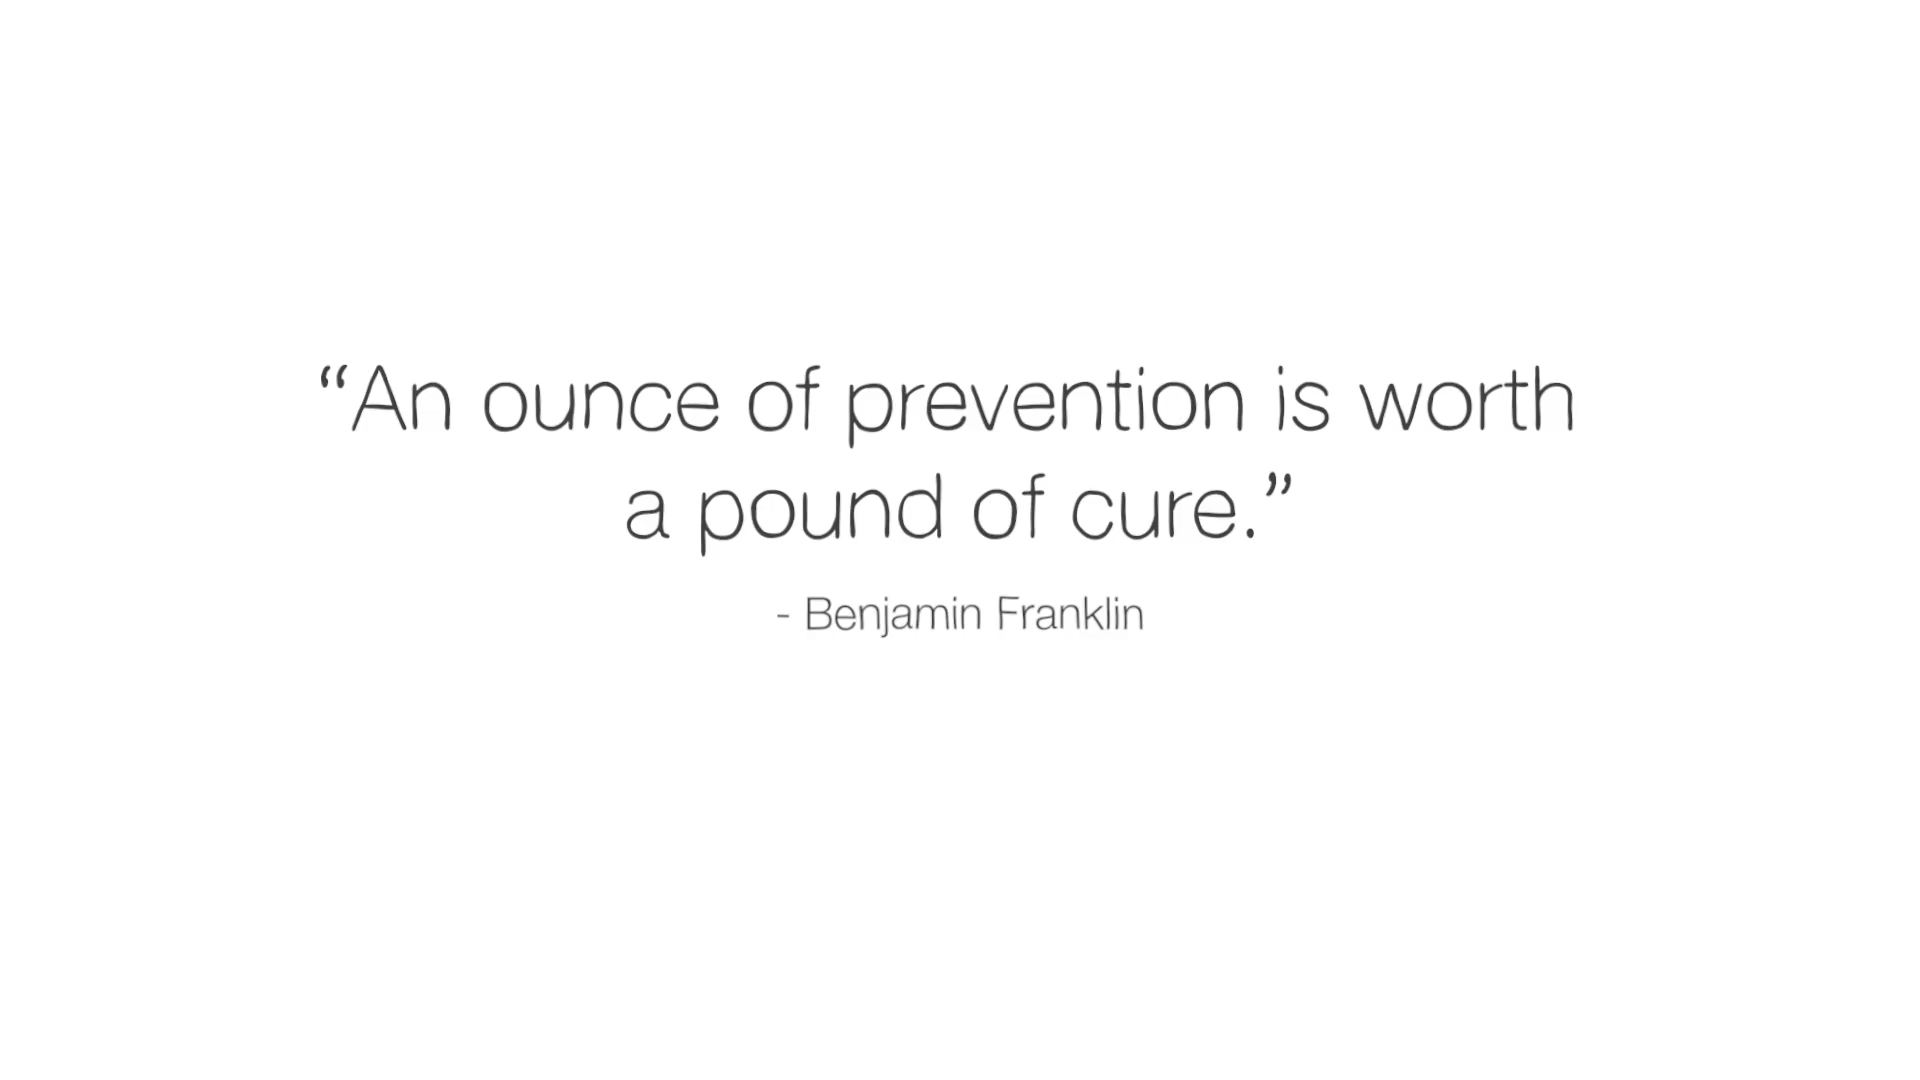 “An ounce of prevention is worth
a pound of cure.”
- Benjamin Franklin